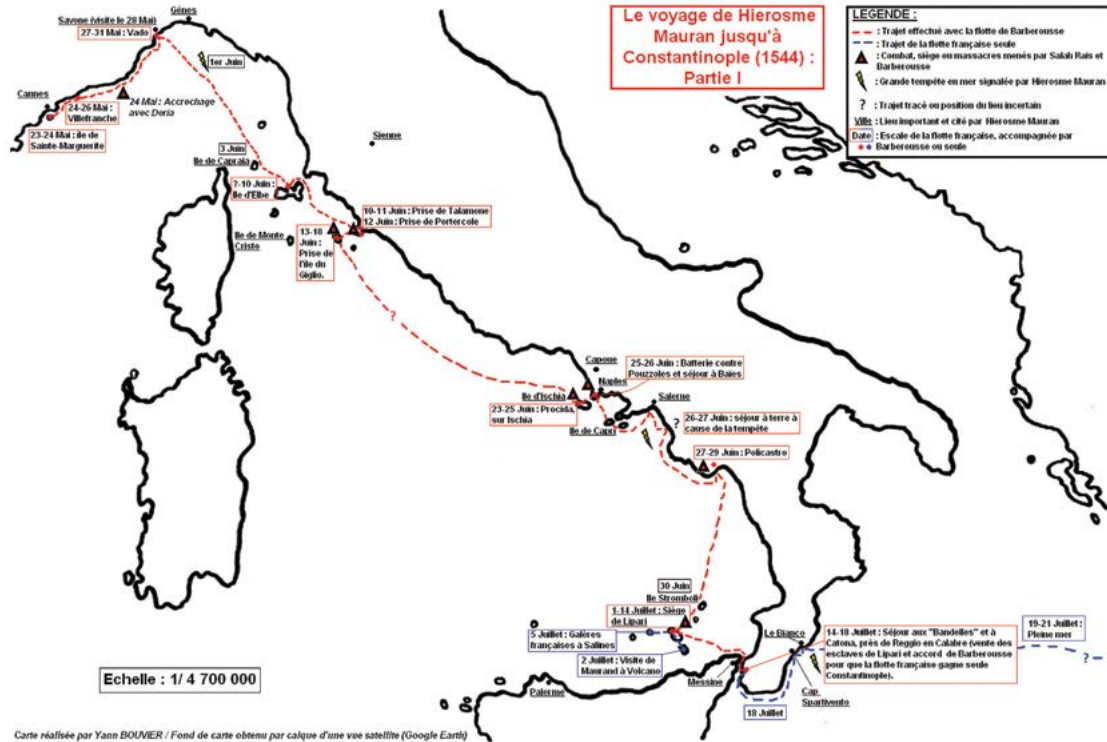 Le voyage de Hierosme
Mauran jusqu'à
Constantinople (1544) :
Partie I
LEGENDE :
: Trajet effectué avec la flotte de Barberousse
: Trajet de la flotte française seule
: Combat, siège ou massacres menés par Salah Rais et
Barberousse
: Grande tempête en mer signalée par Hierosme Mauran
? : Trajet tracé ou position du lieu incertain
Ville : Lieu important et cité par Hierosme Mauran
Date : Escale de la flotte française, accompagnée par
Barberousse ou seule
Savone (visite le 28 Mai)
Gênes
27-31 Mai : Vado
1er Juin
Cannes
24 Mai : Accrochage
avec Doria
24-26 Mai :
Villefranche
23-24 Mai : île de
Sainte-Marguerite
Sienne
3 Juin
Ile de Capraia
?-10 Juin :
Ile d'Elbe
10-11 Juin : Prise de Talamone
12 Juin : Prise de Portercole
Ile de Monte
Cristo
13-18
Juin :
Prise de
l'île du
Giglio.
?
Capoue
25-26 Juin : Batterie contre
Pouzzoles et séjour à Baïes
Naples
Ile d'Ischia
Salerne
23-25 Juin : Procida,
sur Ischia
Ile de Capri
?
26-27 Juin : séjour à terre à
cause de la tempête
27-29 Juin : Policastro
30 Juin
Ile Stromboli
1-14 Juillet : Siège
de Lipari
5 Juillet : Galères
françaises à Salines
2 Juillet : Visite de
Maurand à Volcano
Le Bianco
14-18 Juillet : Séjour aux "Bandelles" et à
Catona, près de Reggio en Calabre (vente des
esclaves de Lipari et accord de Barberousse
pour que la flotte française gagne seule
Constantinople).
19-21 Juillet :
Pleine mer
?
Messine
Palerme
Cap
Spartivento
18 Juillet
Echelle : 1/ 4 700 000
Carte réalisée par Yann BOUVIER / Fond de carte obtenu par calque d'une vue satellite (Google Earth)